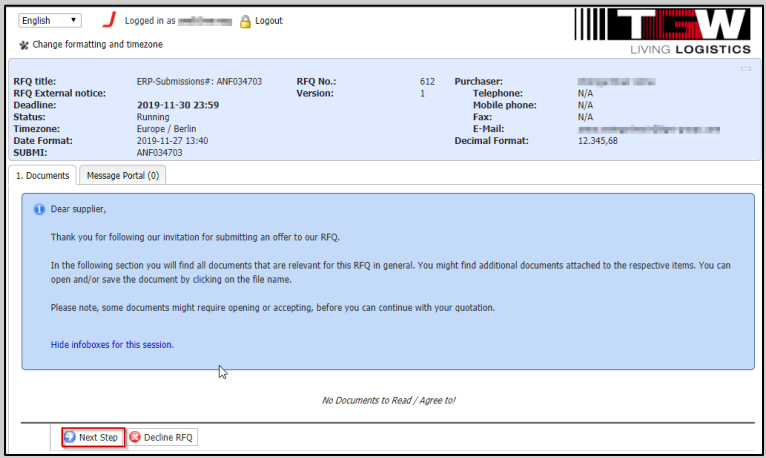 English
Logged in as
Logout
Change formatting and timezone
TGW
LIVING LOGISTICS
RFQ title: ERP-Submissions#: ANF034703 RFQ No.: 612 Purchaser:
RFQ External notice: Version: 1 Telephone: N/A
Deadline: 2019-11-30 23:59 Mobile phone: N/A
Status: Running Fax: N/A
Timezone: Europe / Berlin E-Mail:
Date Format: 2019-11-27 13:40 Decimal Format: 12.345,68
SUBMI: ANF034703
1. Documents Message Portal (0)
Dear supplier,
Thank you for following our invitation for submitting an offer to our RFQ.
In the following section you will find all documents that are relevant for this RFQ in general. You might find additional documents attached to the respective items. You can
open and/or save the document by clicking on the file name.
Please note, some documents might require opening or accepting, before you can continue with your quotation.
Hide infoboxes for this session.
No Documents to Read / Agree to!
Next Step Decline RFQ